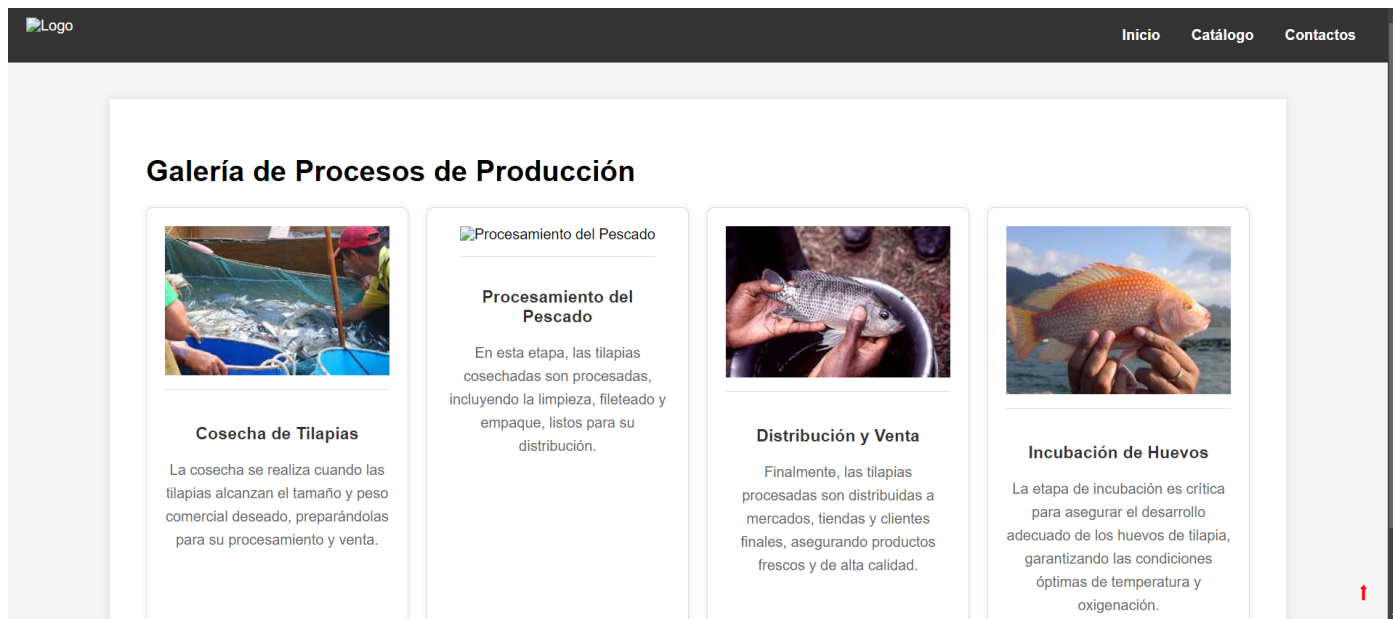 Logo
Inicio Catálogo Contactos
Galería de Procesos de Producción
Cosecha de Tilapias
La cosecha se realiza cuando las
tilapias alcanzan el tamaño y peso
comercial deseado, preparándolas
para su procesamiento y venta.
Procesamiento del Pescado
Procesamiento del
Pescado
En esta etapa, las tilapias
cosechadas son procesadas,
incluyendo la limpieza, fileteado y
empaque, listos para su
distribución.
Distribución y Venta
Finalmente, las tilapias
procesadas son distribuidas a
mercados, tiendas y clientes
finales, asegurando productos
frescos y de alta calidad.
Incubación de Huevos
La etapa de incubación es crítica
para asegurar el desarrollo
adecuado de los huevos de tilapia,
garantizando las condiciones
óptimas de temperatura y
oxigenación.